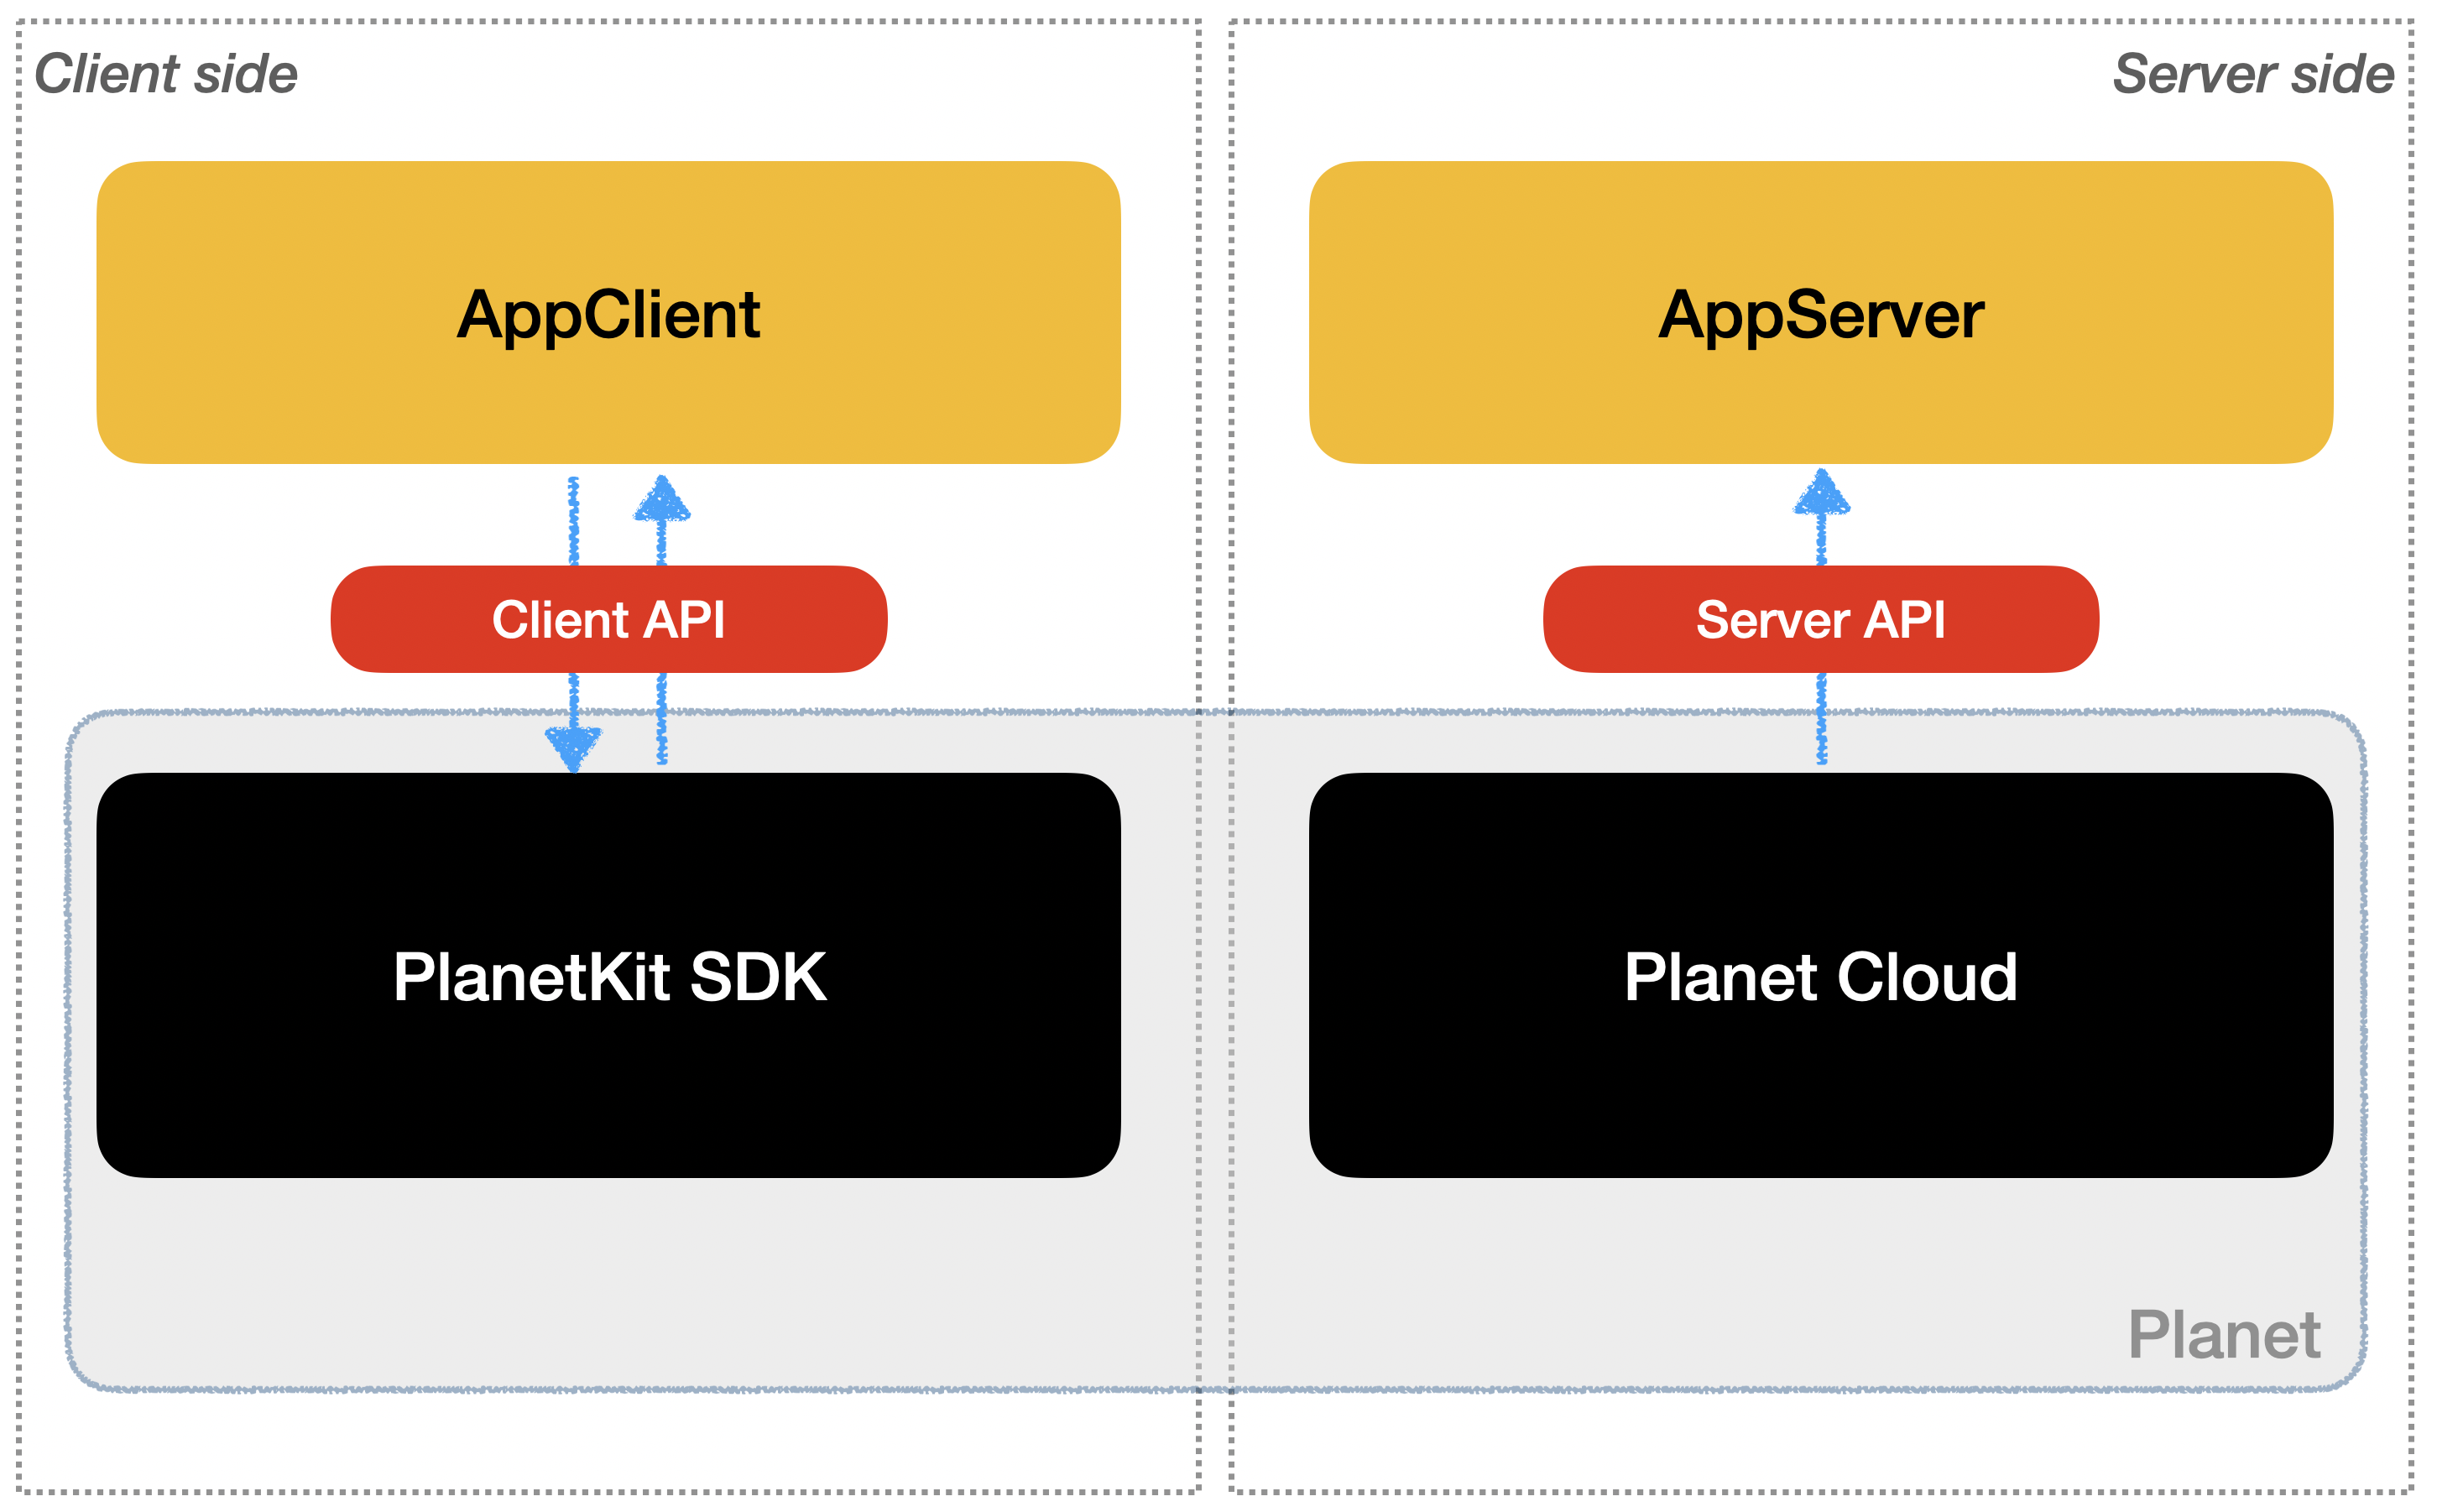 Client side
Server side
AppClient
AppServer
Client API
Server API
PlanetKit SDK
Planet Cloud
Planet